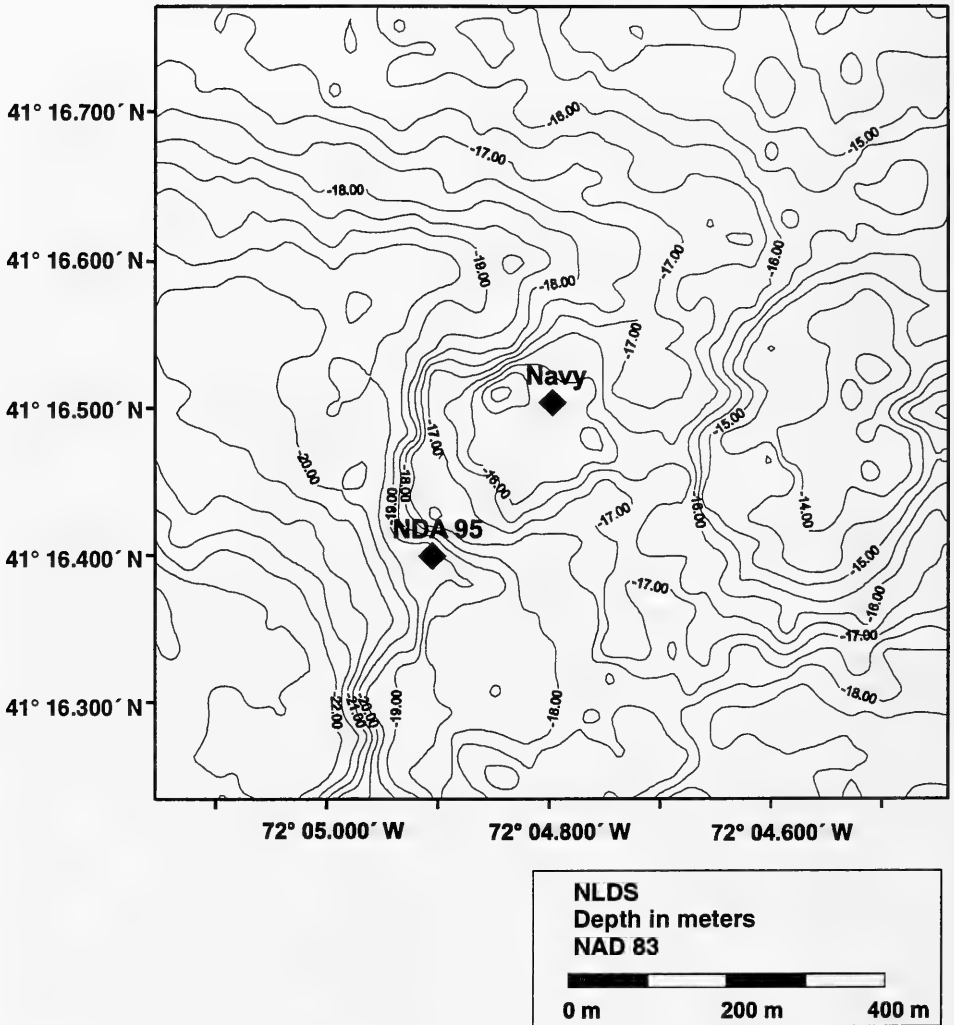 41° 16.700´ N
41° 16.600´ N
41° 16.500´ N
41° 16.400´ N
41° 16.300´ N
-16.00
-15.00
-17.00
-18.00
-19.00
-18.00
-17.00
-16.00
-17.00
Navy
-15.00
-17.00
-20.00
-18.00
-16.00
-19.00
-17.00
-16.00
-14.00
NDA 95
-15.00
-17.00
-16.00
-17.00
-18.00
-22.00
-21.00
-20.00
-19.00
-18.00
72° 05.000´ W
72° 04.800´ W
72° 04.600´ W
NLDS
Depth in meters
NAD 83
0 m
200 m
400 m